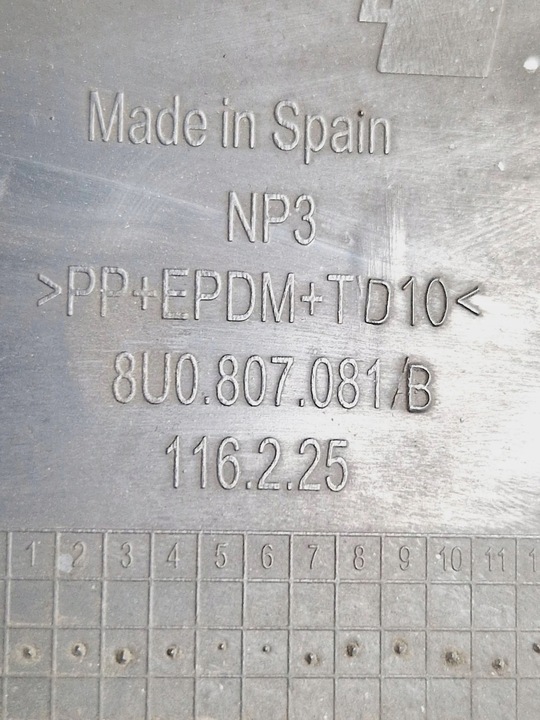 Made in Spain
NP3
>PP+EPDM+TD10<
8U0.807.081/B
116.2.25
1 2 3 4 5 6 7 8 9 10 11